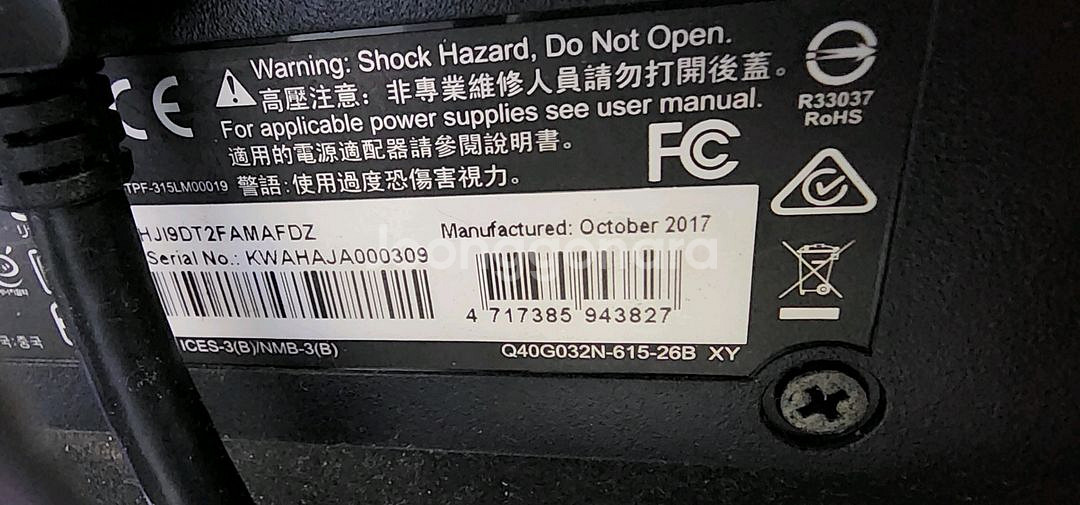 Warning: Shock Hazard, Do Not Open.
高壓注意：非專業維修人員請勿打開後蓋。
For applicable power supplies see user manual.
適用的電源適配器請參閱說明書。
TPF-315LM00019 警語:使用過度恐傷害視力。
CE
FC
R33037
RoHS
HJI9DT2FAMAFDZ
Manufactured: October 2017
Serial No.: KWAHAJA000309
4 717385 943827
ICES-3(B)/NMB-3(B)
Q40G032N-615-26B XY
joonggonara